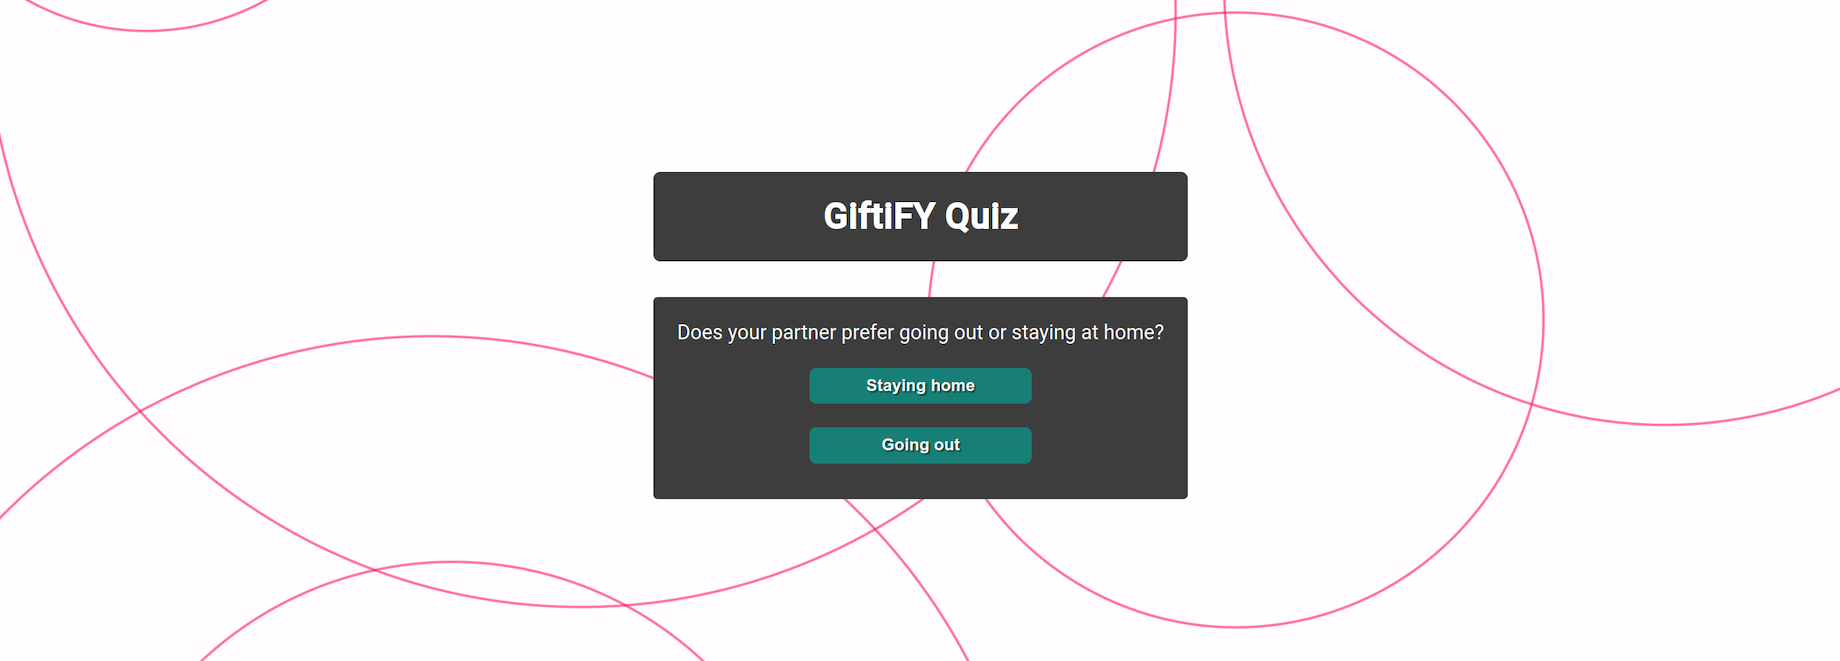 GiftiFY Quiz
Does your partner prefer going out or staying at home?
Staying home
Going out